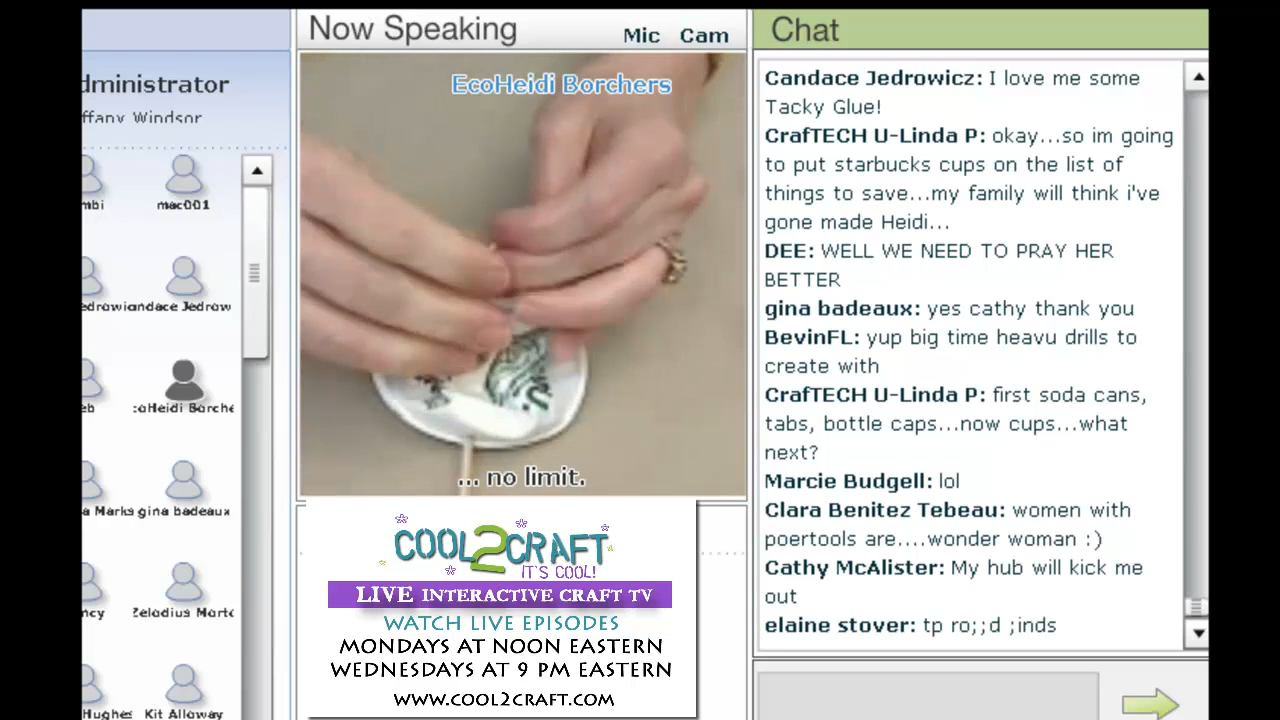 dministrator
ffany Windsor
mbi
mac001
edrowi
andace Jedrow
eb
coHeidi Borche
a Marks
gina badeaux
ncy
Zeladius Marte
Hughes
Kit Allaway
Now Speaking
Mic Cam
EcoHeidi Borchers
... no limit.
COOL2CRAFT
IT'S COOL!
LIVE INTERACTIVE CRAFT TV
WATCH LIVE EPISODES
MONDAYS AT NOON EASTERN
WEDNESDAYS AT 9 PM EASTERN
WWW.COOL2CRAFT.COM
Chat
Candace Jedrowicz: I love me some
Tacky Glue!
CrafTECH U-Linda P: okay...so im going
to put starbucks cups on the list of
things to save...my family will think i've
gone made Heidi...
DEE: WELL WE NEED TO PRAY HER
BETTER
gina badeaux: yes cathy thank you
BevinFL: yup big time heavu drills to
create with
CrafTECH U-Linda P: first soda cans,
tabs, bottle caps...now cups...what
next?
Marcie Budgell: lol
Clara Benitez Tebeau: women with
poertools are....wonder woman :)
Cathy McAlister: My hub will kick me
out
elaine stover: tp ro;;d ;inds